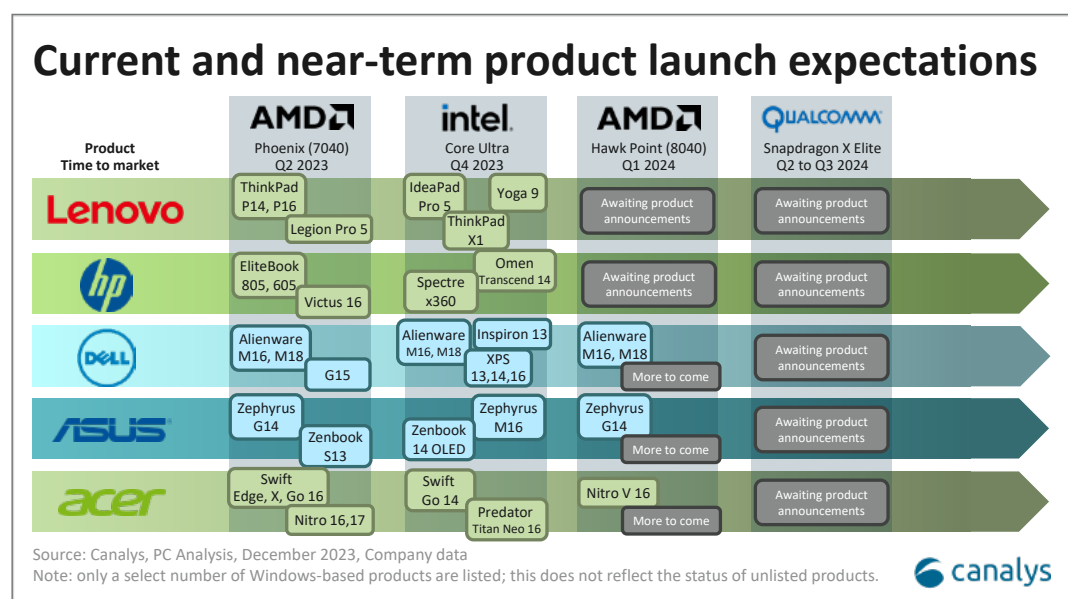 Current and near-term product launch expectations
AMD
intel.
AMD
QUALCOMM
Product
Time to market
Phoenix (7040)
Q2 2023
Core Ultra
Q4 2023
Hawk Point (8040)
Q1 2024
Snapdragon X Elite
Q2 to Q3 2024
Lenovo
ThinkPad
P14, P16
Legion Pro 5
IdeaPad
Pro 5
Yoga 9
ThinkPad
X1
Awaiting product
announcements
Awaiting product
announcements
hp
EliteBook
805, 605
Victus 16
Spectre
x360
Omen
Transcend 14
Awaiting product
announcements
Awaiting product
announcements
DELL
Alienware
M16, M18
G15
Alienware
M16, M18
Inspiron 13
XPS
13,14,16
Alienware
M16, M18
More to come
Awaiting product
announcements
ASUS
Zephyrus
G14
Zenbook
S13
Zenbook
14 OLED
Zephyrus
M16
Zephyrus
G14
More to come
Awaiting product
announcements
acer
Swift
Edge, X, Go 16
Nitro 16,17
Swift
Go 14
Predator
Titan Neo 16
Nitro V 16
More to come
Awaiting product
announcements
Source: Canalys, PC Analysis, December 2023, Company data
Note: only a select number of Windows-based products are listed; this does not reflect the status of unlisted products.
canalys